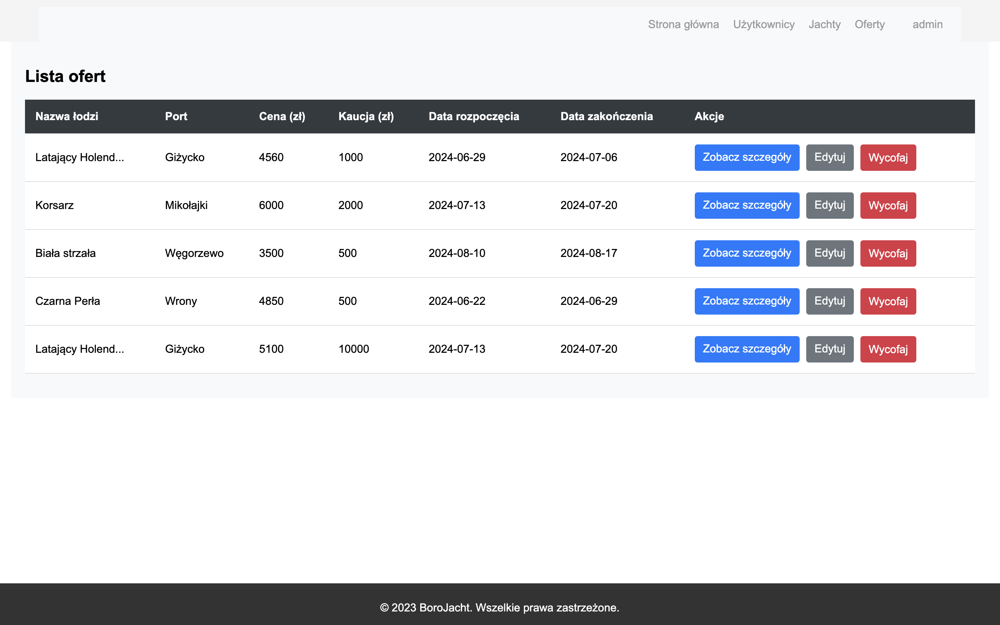 Strona główna Użytkownicy Jachty Oferty admin
Lista ofert
Nazwa łodzi Port Cena (zł) Kaucja (zł) Data rozpoczęcia Data zakończenia Akcje
Latający Holend... Giżycko 4560 1000 2024-06-29 2024-07-06 Zobacz szczegóły Edytuj Wycofaj
Korsarz Mikołajki 6000 2000 2024-07-13 2024-07-20 Zobacz szczegóły Edytuj Wycofaj
Biała strzała Węgorzewo 3500 500 2024-08-10 2024-08-17 Zobacz szczegóły Edytuj Wycofaj
Czarna Perła Wrony 4850 500 2024-06-22 2024-06-29 Zobacz szczegóły Edytuj Wycofaj
Latający Holend... Giżycko 5100 10000 2024-07-13 2024-07-20 Zobacz szczegóły Edytuj Wycofaj
© 2023 BoroJacht. Wszelkie prawa zastrzeżone.